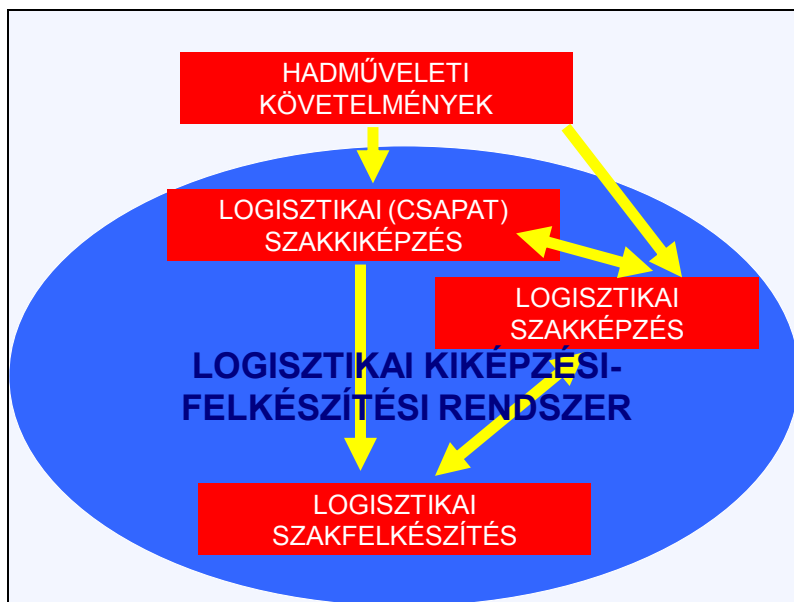 HADMŰVELETI
KÖVETELMÉNYEK
LOGISZTIKAI (CSAPAT)
SZAKKIKÉPZÉS
LOGISZTIKAI
SZAKKÉPZÉS
LOGISZTIKAI KIKÉPZÉSI-
FELKÉSZÍTÉSI RENDSZER
LOGISZTIKAI
SZAKFELKÉSZÍTÉS